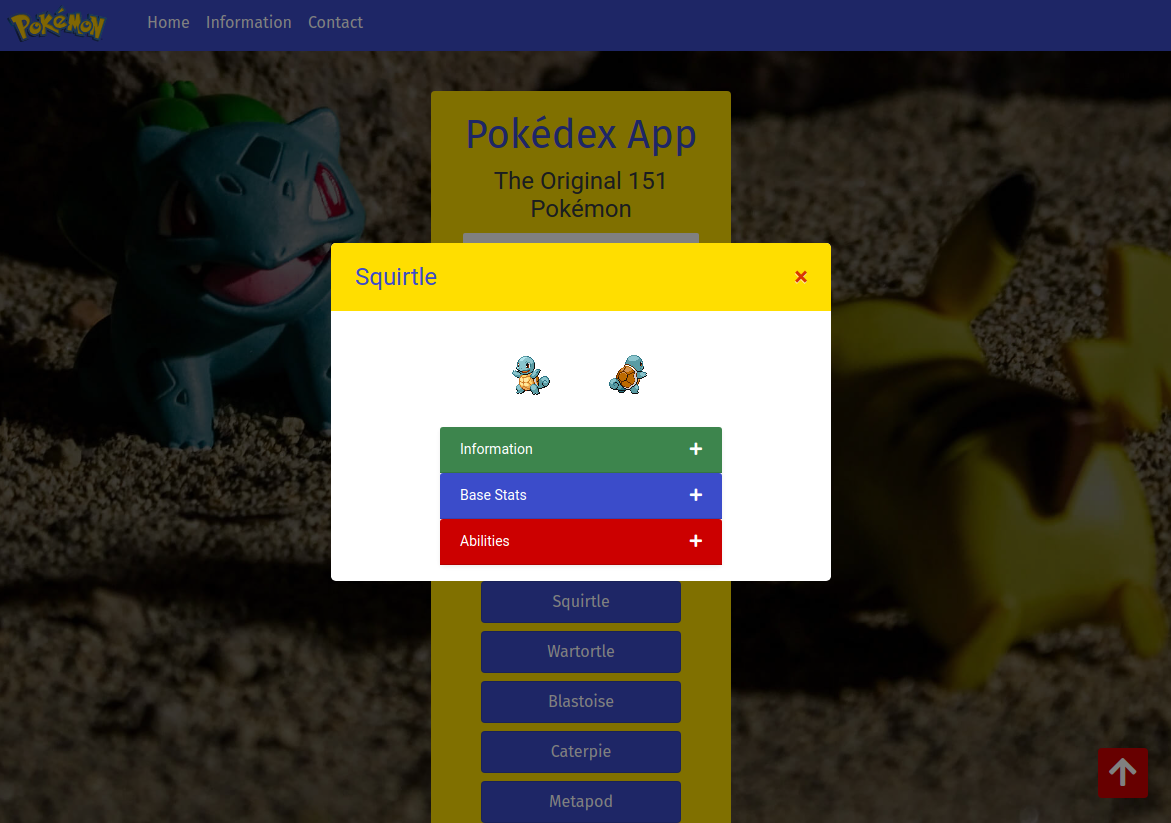 POKéMON
Home Information Contact
Pokédex App
The Original 151
Pokémon
Squirtle ×
Information +
Base Stats +
Abilities +
Squirtle
Wartortle
Blastoise
Caterpie
Metapod